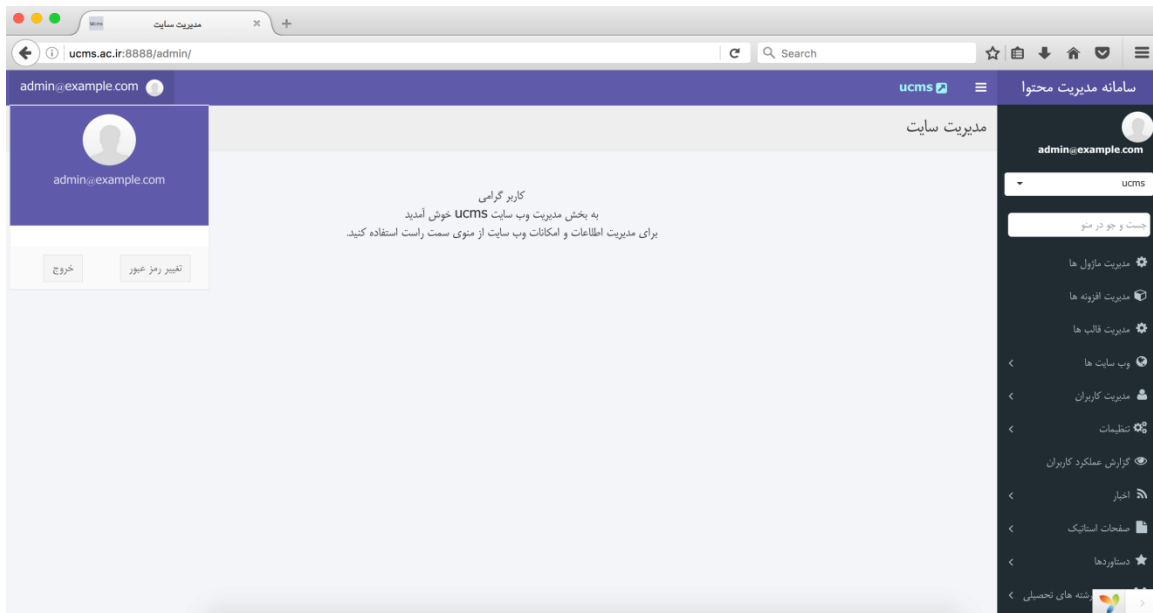 مدیریت سایت
ucms.ac.ir:8888/admin/
Search
سامانه مدیریت محتوا
ucms
admin@example.com
مدیریت سایت
admin@example.com
ucms
جست و جو در منو
مدیریت ماژول ها
مدیریت افزونه ها
مدیریت قالب ها
وب سایت ها
مدیریت کاربران
تنظیمات
گزارش عملکرد کاربران
اخبار
صفحات استاتیک
دستاوردها
رشته های تحصیلی
کاربر گرامی
به بخش مدیریت وب سایت ucms خوش آمدید
برای مدیریت اطلاعات و امکانات وب سایت از منوی سمت راست استفاده کنید.
admin@example.com
تغییر رمز عبور
خروج